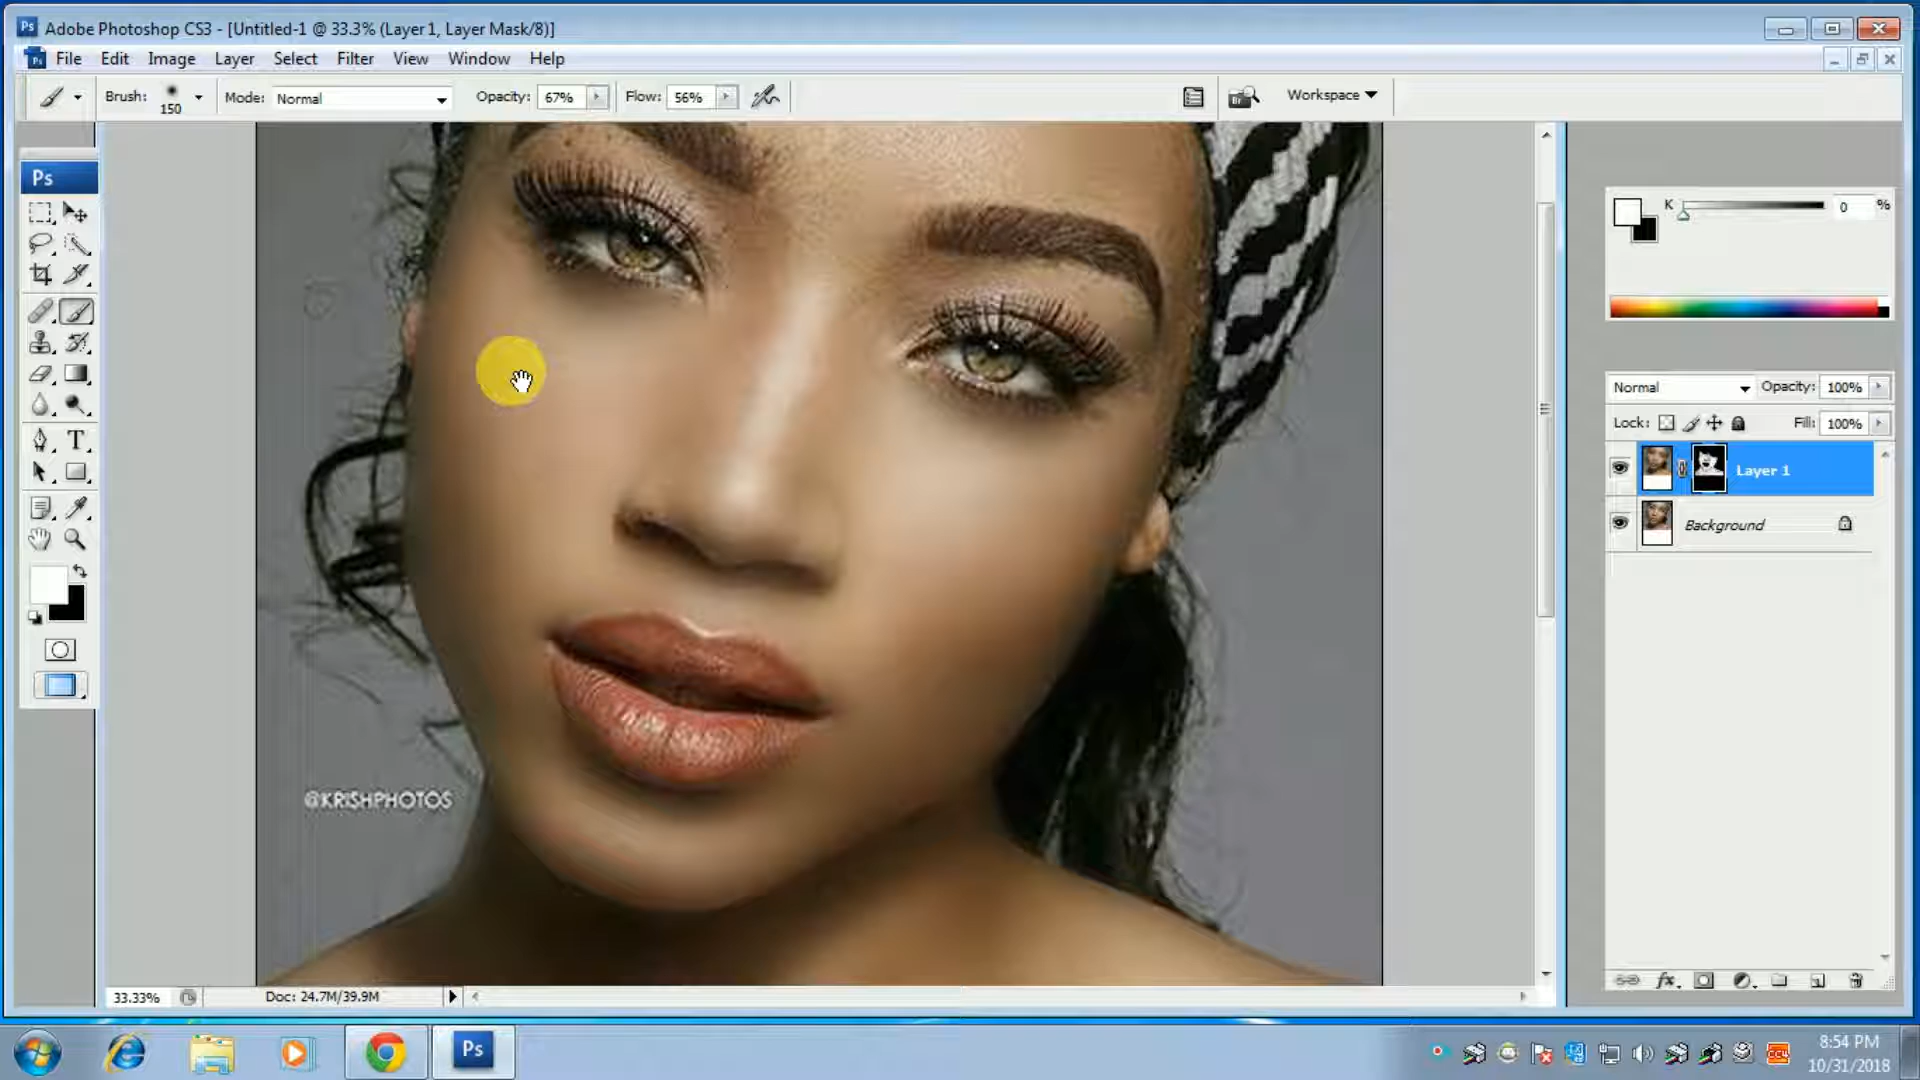 Adobe Photoshop CS3 - [Untitled-1 @ 33.3% (Layer 1, Layer Mask/8)]
File Edit Image Layer Select Filter View Window Help
Brush: 150 Mode: Normal Opacity: 67% Flow: 56% Workspace
Ps
K 0 %
Normal Opacity: 100%
Lock: Fill: 100%
Layer 1
Background
T
@KRISHPHOTOS
33.33% Doc: 24.7M/39.9M
Ps
8:54 PM
10/31/2018